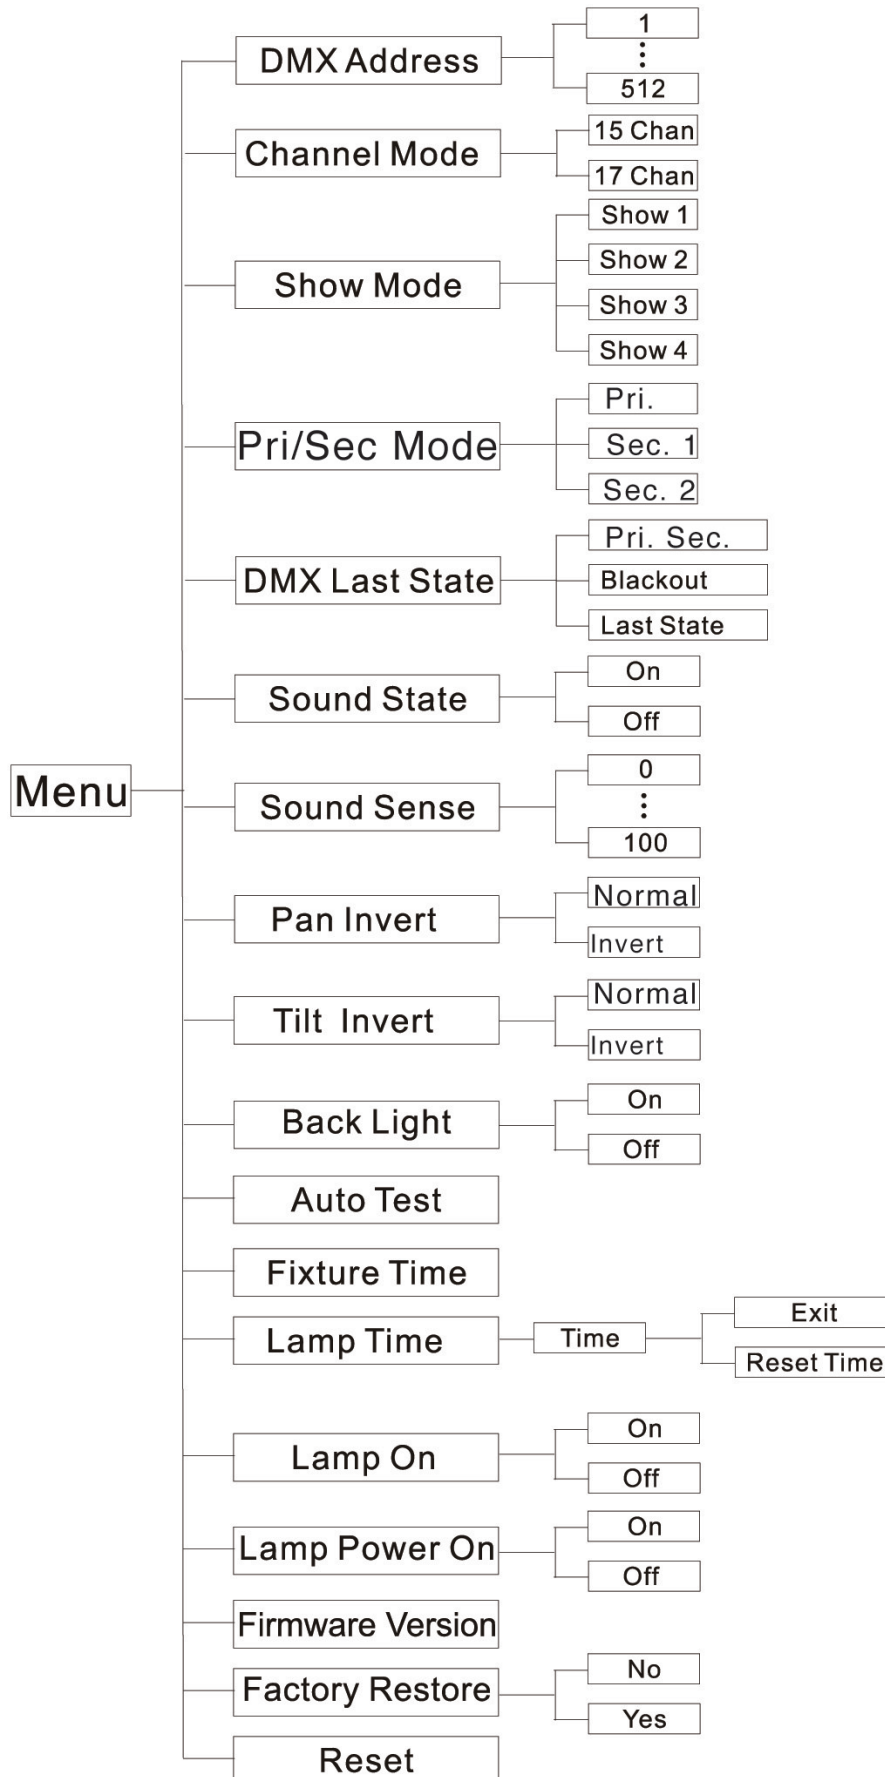 Menu
DMX Address
1
512
Channel Mode
15 Chan
17 Chan
Show Mode
Show 1
Show 2
Show 3
Show 4
Pri/Sec Mode
Pri.
Sec. 1
Sec. 2
DMX Last State
Pri. Sec.
Blackout
Last State
Sound State
On
Off
Sound Sense
0
100
Pan Invert
Normal
Invert
Tilt Invert
Normal
Invert
Back Light
On
Off
Auto Test
Fixture Time
Lamp Time
Time
Exit
Reset Time
Lamp On
On
Off
Lamp Power On
On
Off
Firmware Version
Factory Restore
No
Yes
Reset